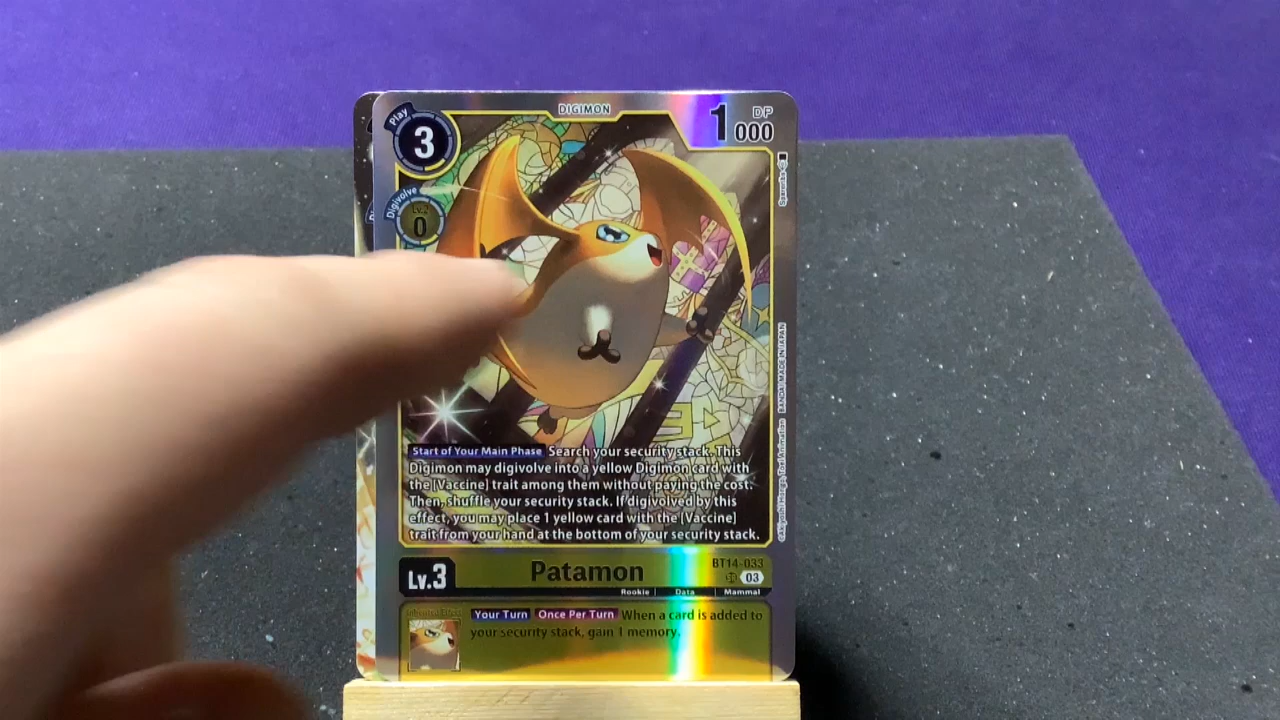 DIGIMON
Play
3
1000
DP
Digivolve
Lv.2
0
Start of Your Main Phase Search your security stack. This
Digimon may digivolve into a yellow Digimon card with
the [Vaccine] trait among them without paying the cost.
Then, shuffle your security stack. If digivolved by this
effect, you may place 1 yellow card with the [Vaccine]
trait from your hand at the bottom of your security stack.
Lv.3
Patamon
BT14-033
SR 03
Rookie | Data | Mammal
Your Turn Once Per Turn When a card is added to
your security stack, gain 1 memory.
BANDAI MADE IN JAPAN